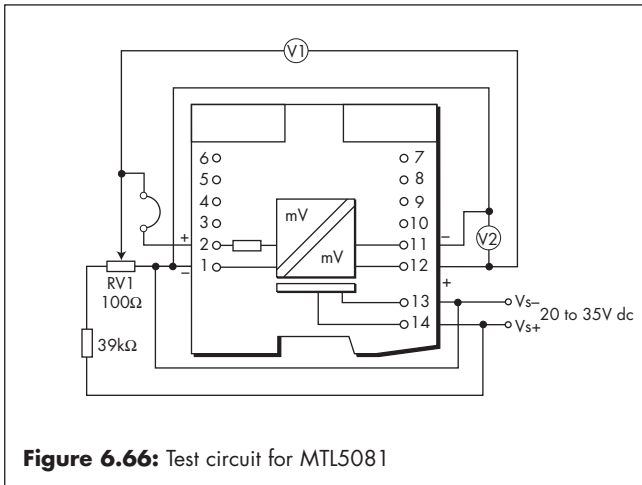 V1
6 7
5 8
4 9
3 10
+ 2 mV 11 − V2
− 1 mV 12
RV1 +
100Ω
13 Vs− 20 to 35V dc
14 Vs+
39kΩ
Figure 6.66: Test circuit for MTL5081